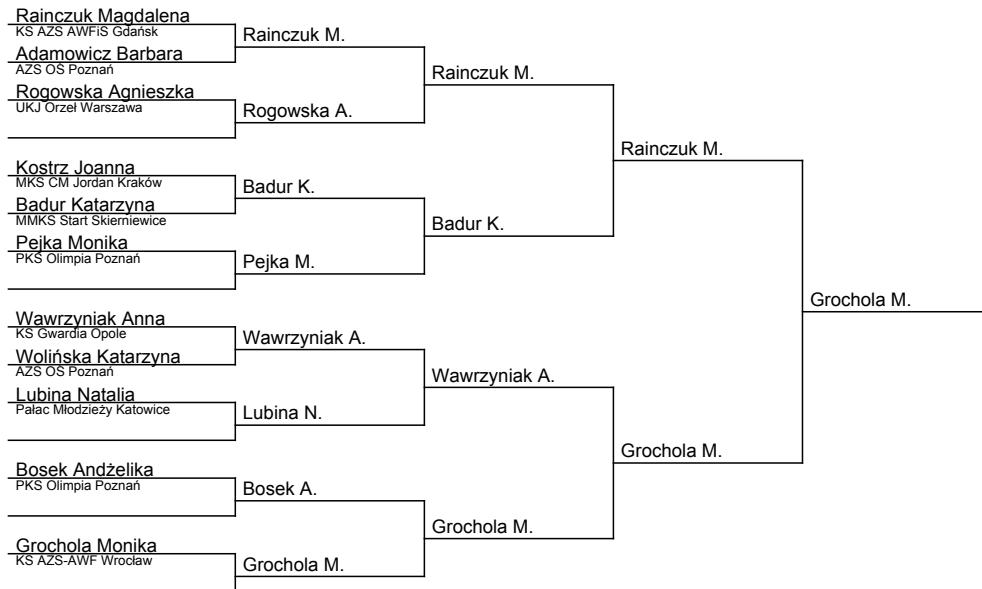 Rainczuk Magdalena
KS AZS AWFiS Gdańsk
Adamowicz Barbara
AZS OŚ Poznań
Rogowska Agnieszka
UKJ Orzeł Warszawa
Kostrz Joanna
MKS CM Jordan Kraków
Badur Katarzyna
MMKS Start Skierniewice
Pejka Monika
PKS Olimpia Poznań
Wawrzyniak Anna
KS Gwardia Opole
Wolińska Katarzyna
AZS OŚ Poznań
Lubina Natalia
Pałac Młodzieży Katowice
Bosek Andżelika
PKS Olimpia Poznań
Grochola Monika
KS AZS-AWF Wrocław
Rainczuk M.
Rogowska A.
Badur K.
Pejka M.
Wawrzyniak A.
Lubina N.
Bosek A.
Grochola M.
Rainczuk M.
Badur K.
Wawrzyniak A.
Grochola M.
Rainczuk M.
Grochola M.
Grochola M.